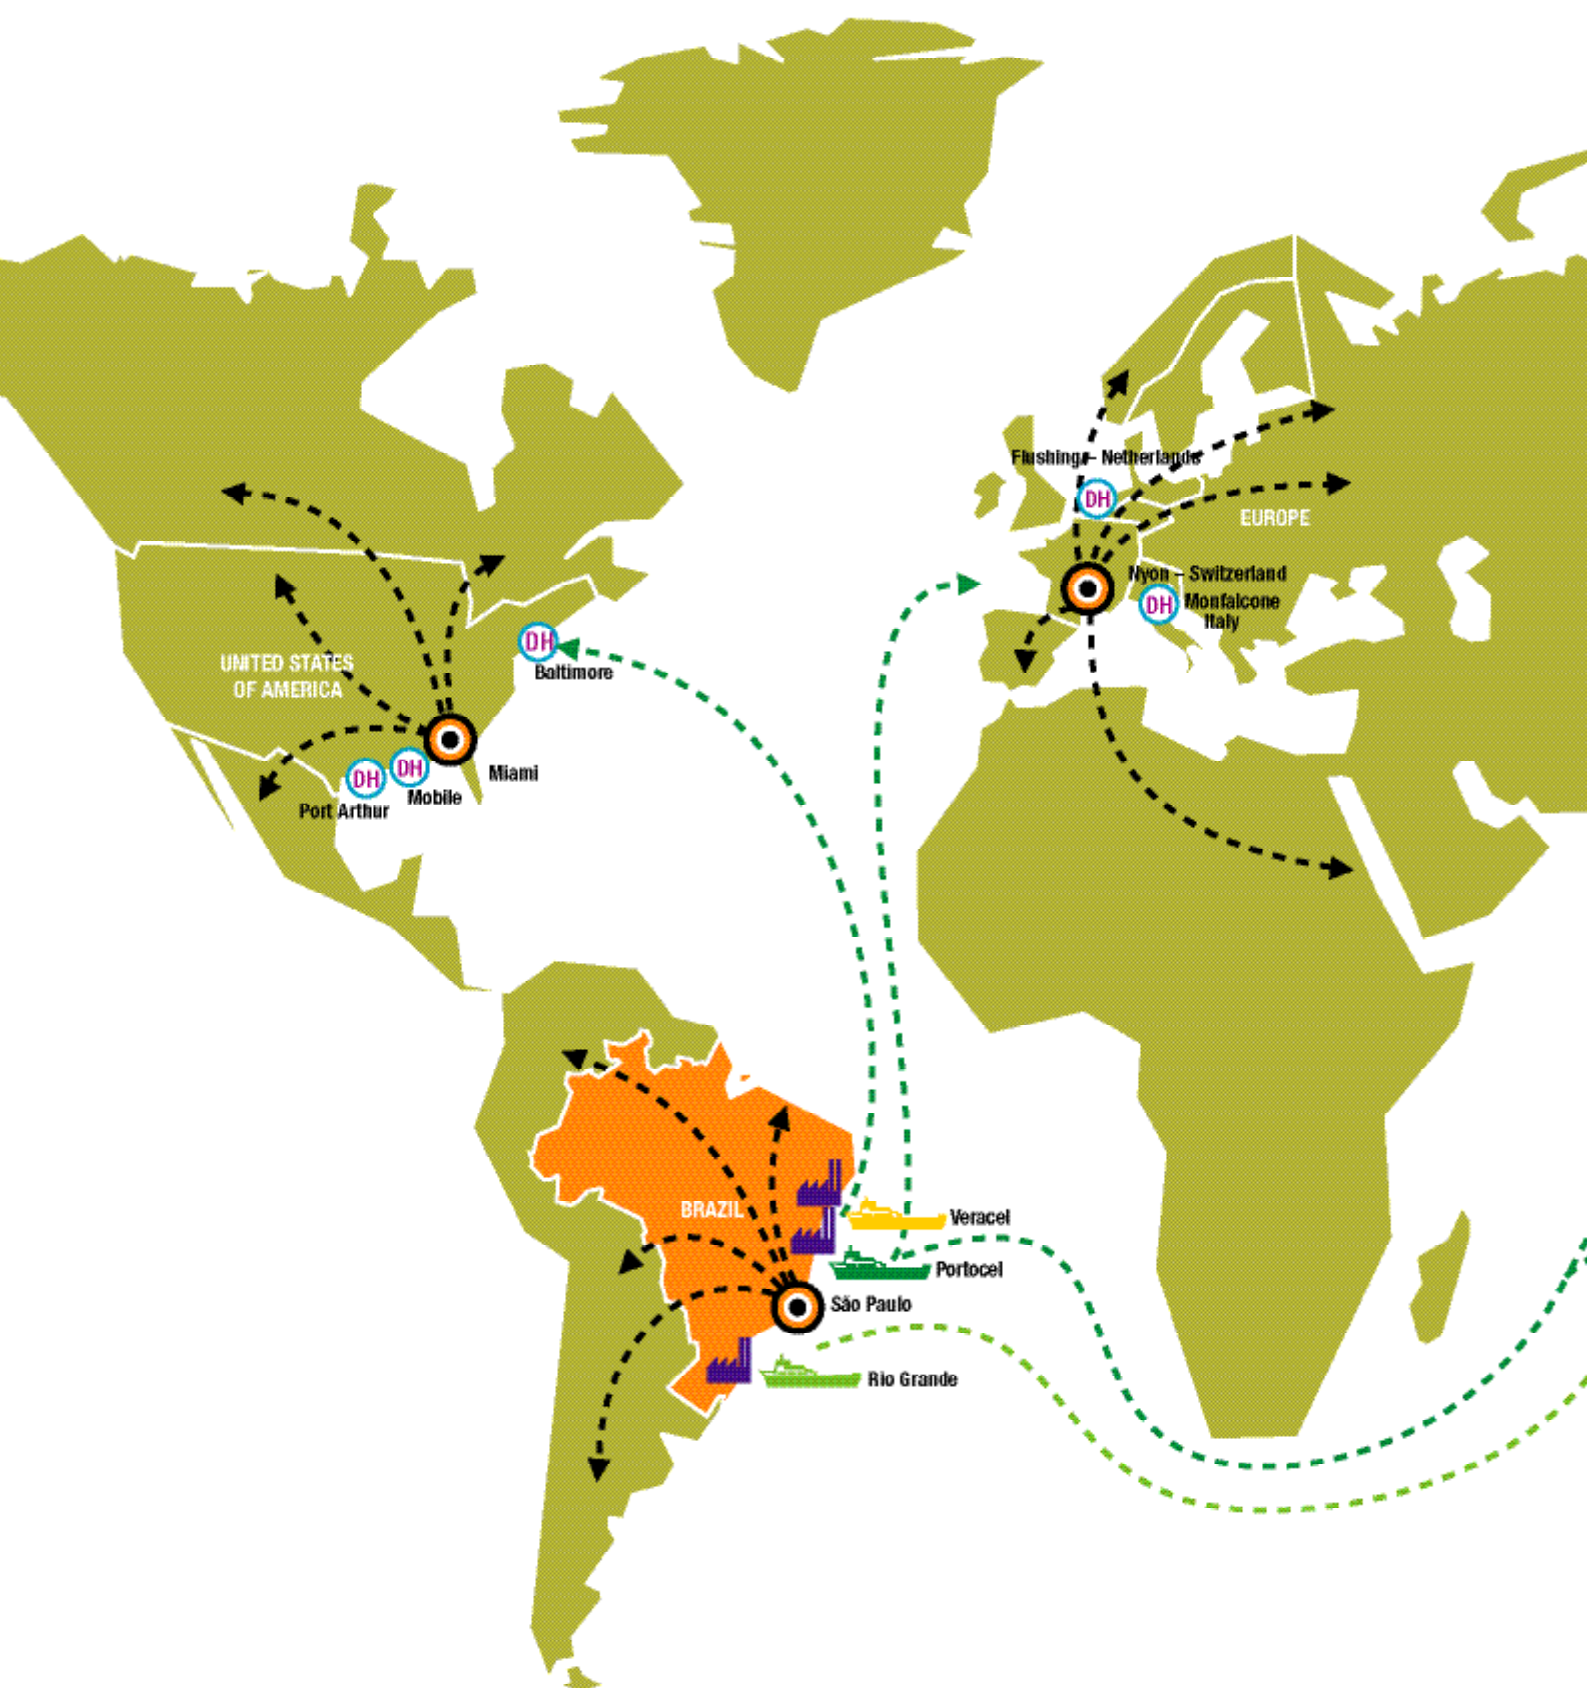 Flushing – Netherlands
DH
EUROPE
Nyon – Switzerland
DH
Monfalcone
Italy
DH
Baltimore
UNITED STATES
OF AMERICA
Miami
DH
DH
Mobile
Port Arthur
BRAZIL
Veracel
Portocel
São Paulo
Rio Grande